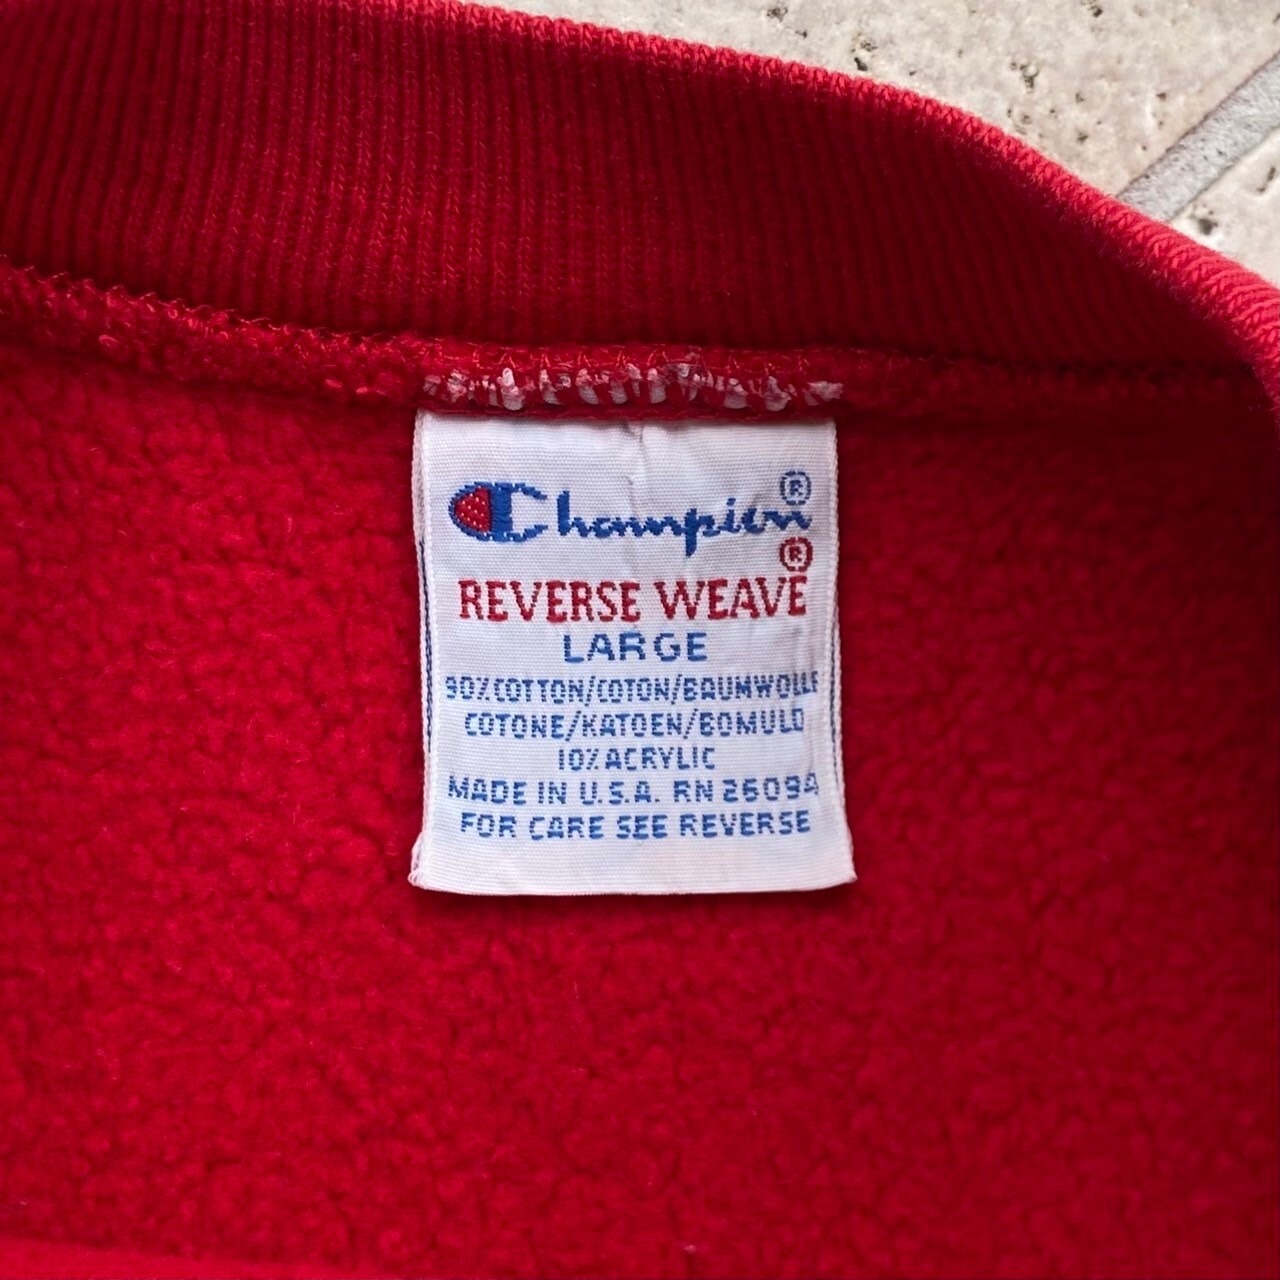 Champion®
REVERSE WEAVE®
LARGE
90% COTTON/COTON/BAUMWOLLE
COTONE/KATOEN/BOMULD
10% ACRYLIC
MADE IN U.S.A. RN 26094
FOR CARE SEE REVERSE